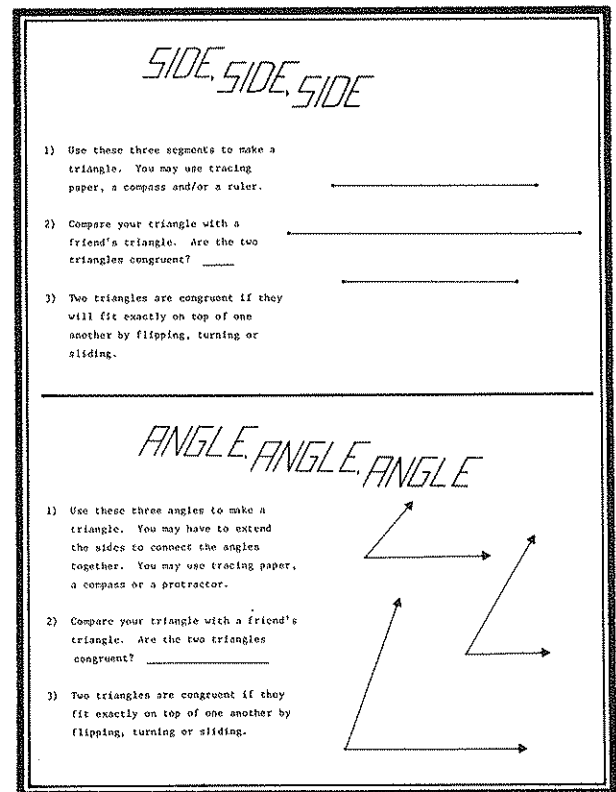 SIDE, SIDE, SIDE
1) Use these three segments to make a
triangle. You may use tracing
paper, a compass and/or a ruler.
2) Compare your triangle with a
friend's triangle. Are the two
triangles congruent? ____
3) Two triangles are congruent if they
will fit exactly on top of one
another by flipping, turning or
sliding.
ANGLE, ANGLE, ANGLE
1) Use these three angles to make a
triangle. You may have to extend
the sides to connect the angles
together. You may use tracing paper,
a compass or a protractor.
2) Compare your triangle with a friend's
triangle. Are the two triangles
congruent? ____
3) Two triangles are congruent if they
fit exactly on top of one another by
flipping, turning or sliding.